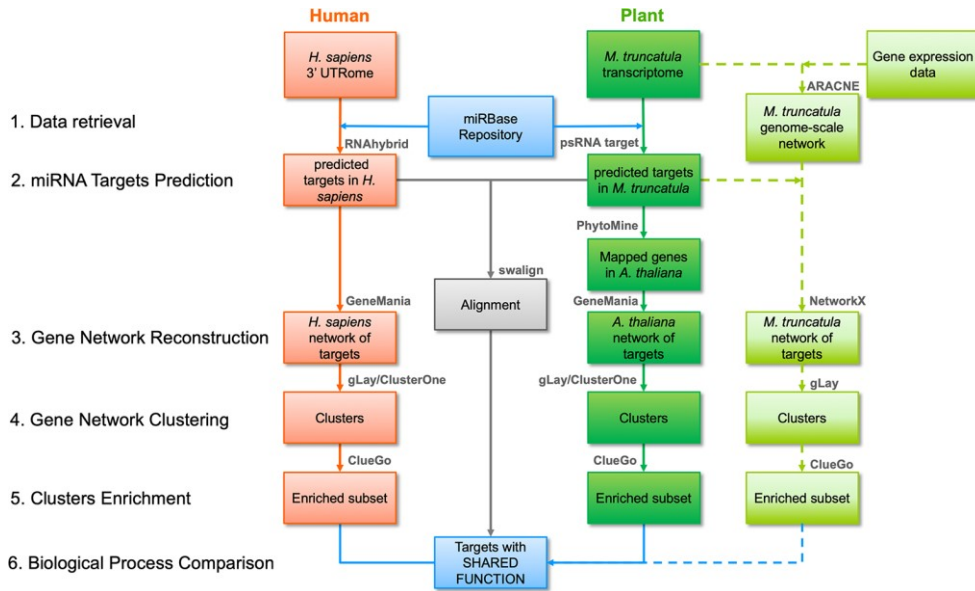 Human
Plant
H. sapiens
3' UTRome
M. truncatula
transcriptome
Gene expression
data
ARACNE
1. Data retrieval
miRBase
Repository
M. truncatula
genome-scale
network
RNAhybrid
psRNA target
2. miRNA Targets Prediction
predicted
targets in H.
sapiens
predicted targets
in M. truncatula
PhytoMine
Mapped genes
in A. thaliana
swalign
Alignment
GeneMania
GeneMania
NetworkX
3. Gene Network Reconstruction
H. sapiens
network of
targets
A. thaliana
network of
targets
M. truncatula
network of
targets
gLay/ClusterOne
gLay/ClusterOne
gLay
4. Gene Network Clustering
Clusters
Clusters
Clusters
ClueGo
ClueGo
ClueGo
5. Clusters Enrichment
Enriched subset
Enriched subset
Enriched subset
6. Biological Process Comparison
Targets with
SHARED
FUNCTION